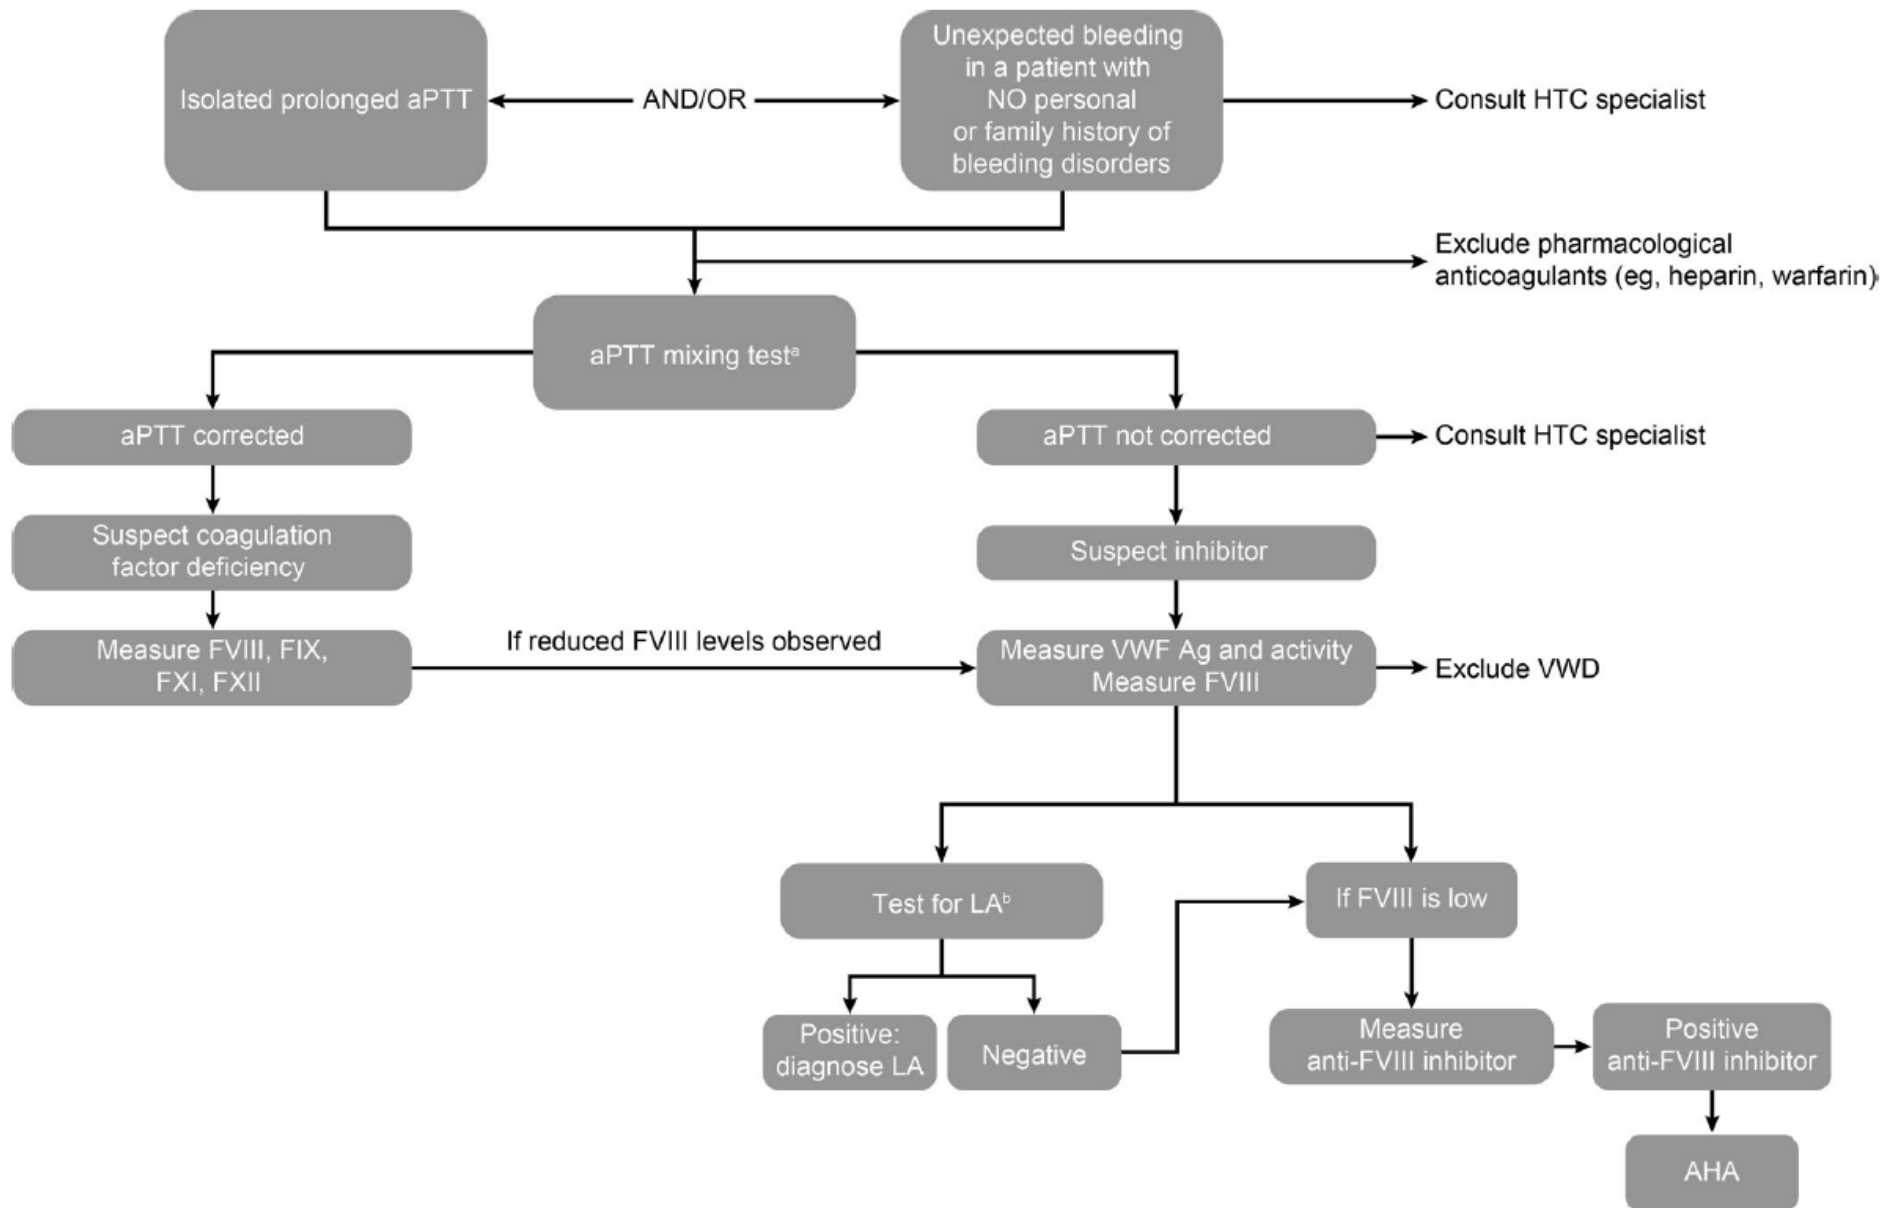 Isolated prolonged aPTT
AND/OR
Unexpected bleeding
in a patient with
NO personal
or family history of
bleeding disorders
Consult HTC specialist
Exclude pharmacological
anticoagulants (eg, heparin, warfarin)
aPTT mixing testᵃ
aPTT corrected
aPTT not corrected
Consult HTC specialist
Suspect coagulation
factor deficiency
Suspect inhibitor
Measure FVIII, FIX,
FXI, FXII
If reduced FVIII levels observed
Measure VWF Ag and activity
Measure FVIII
Exclude VWD
Test for LAᵇ
If FVIII is low
Positive:
diagnose LA
Negative
Measure
anti-FVIII inhibitor
Positive
anti-FVIII inhibitor
AHA